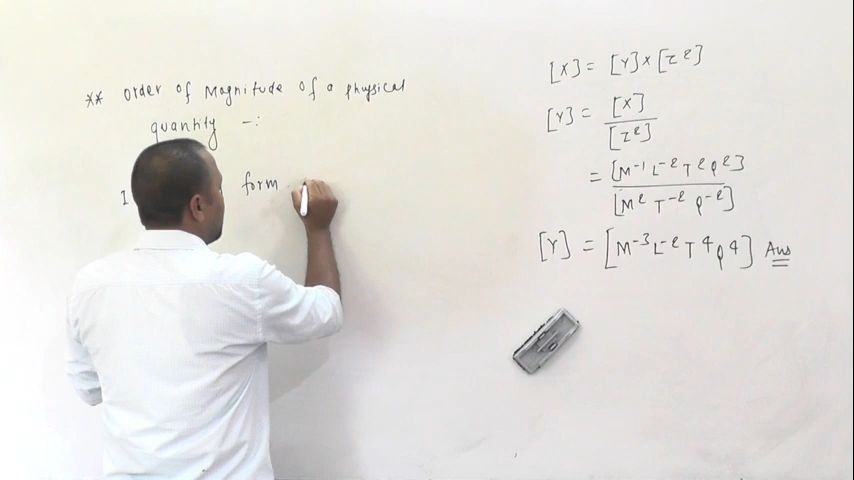 ** Order of Magnitude of a physical
quantity -:
I form
[X] = [Y] × [Z²]
[Y] = [X]
[Z²]
= [M⁻¹ L⁻² T² Q²]
[M² T⁻² Q⁻²]
[Y] = [M⁻³ L⁻² T⁴ Q⁴] Ans